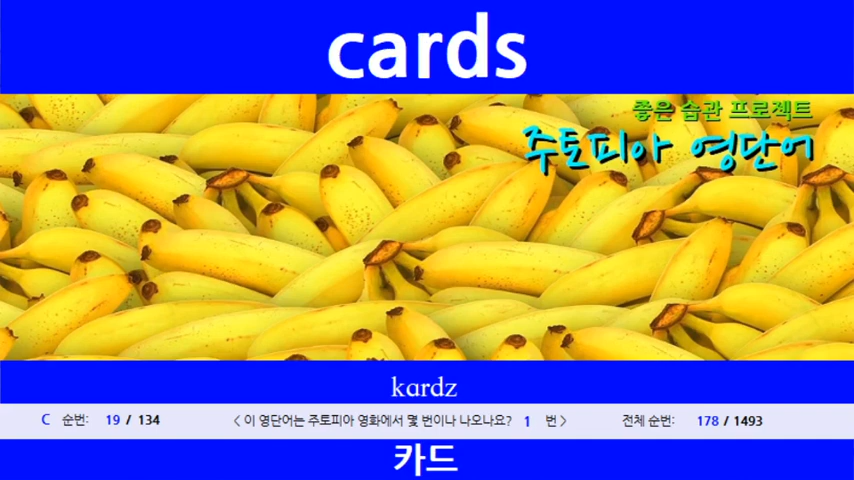 cards
좋은 습관 프로젝트
주토피아 영단어
kɑrdz
C 순번: 19 / 134 < 이 영단어는 주토피아 영화에서 몇 번이나 나오나요? 1 번 > 전체 순번: 178 / 1493
카드